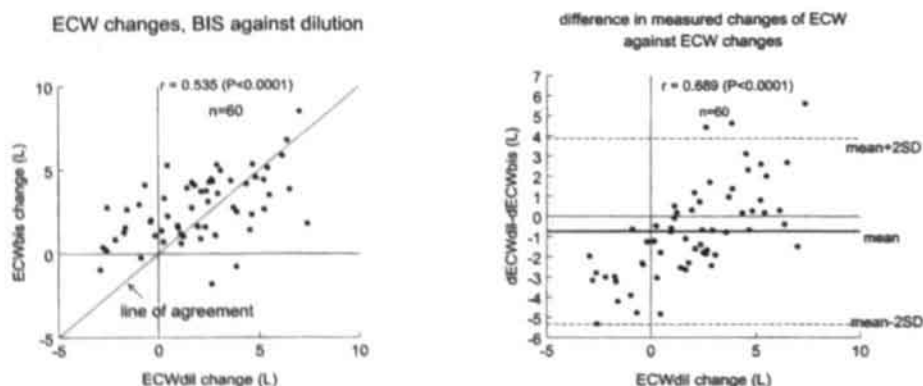 ECW changes, BIS against dilution
r = 0.535 (P<0.0001)
n=60
10
5
0
-5
ECWbis change (L)
line of agreement
-5
0
5
10
ECWdil change (L)
difference in measured changes of ECW
against ECW changes
r = 0.689 (P<0.0001)
n=60
7
6
5
4
3
2
1
0
-1
-2
-3
-4
-5
-6
dECWdil-dECWbis (L)
mean+2SD
mean
mean-2SD
-5
0
5
10
ECWdil change (L)